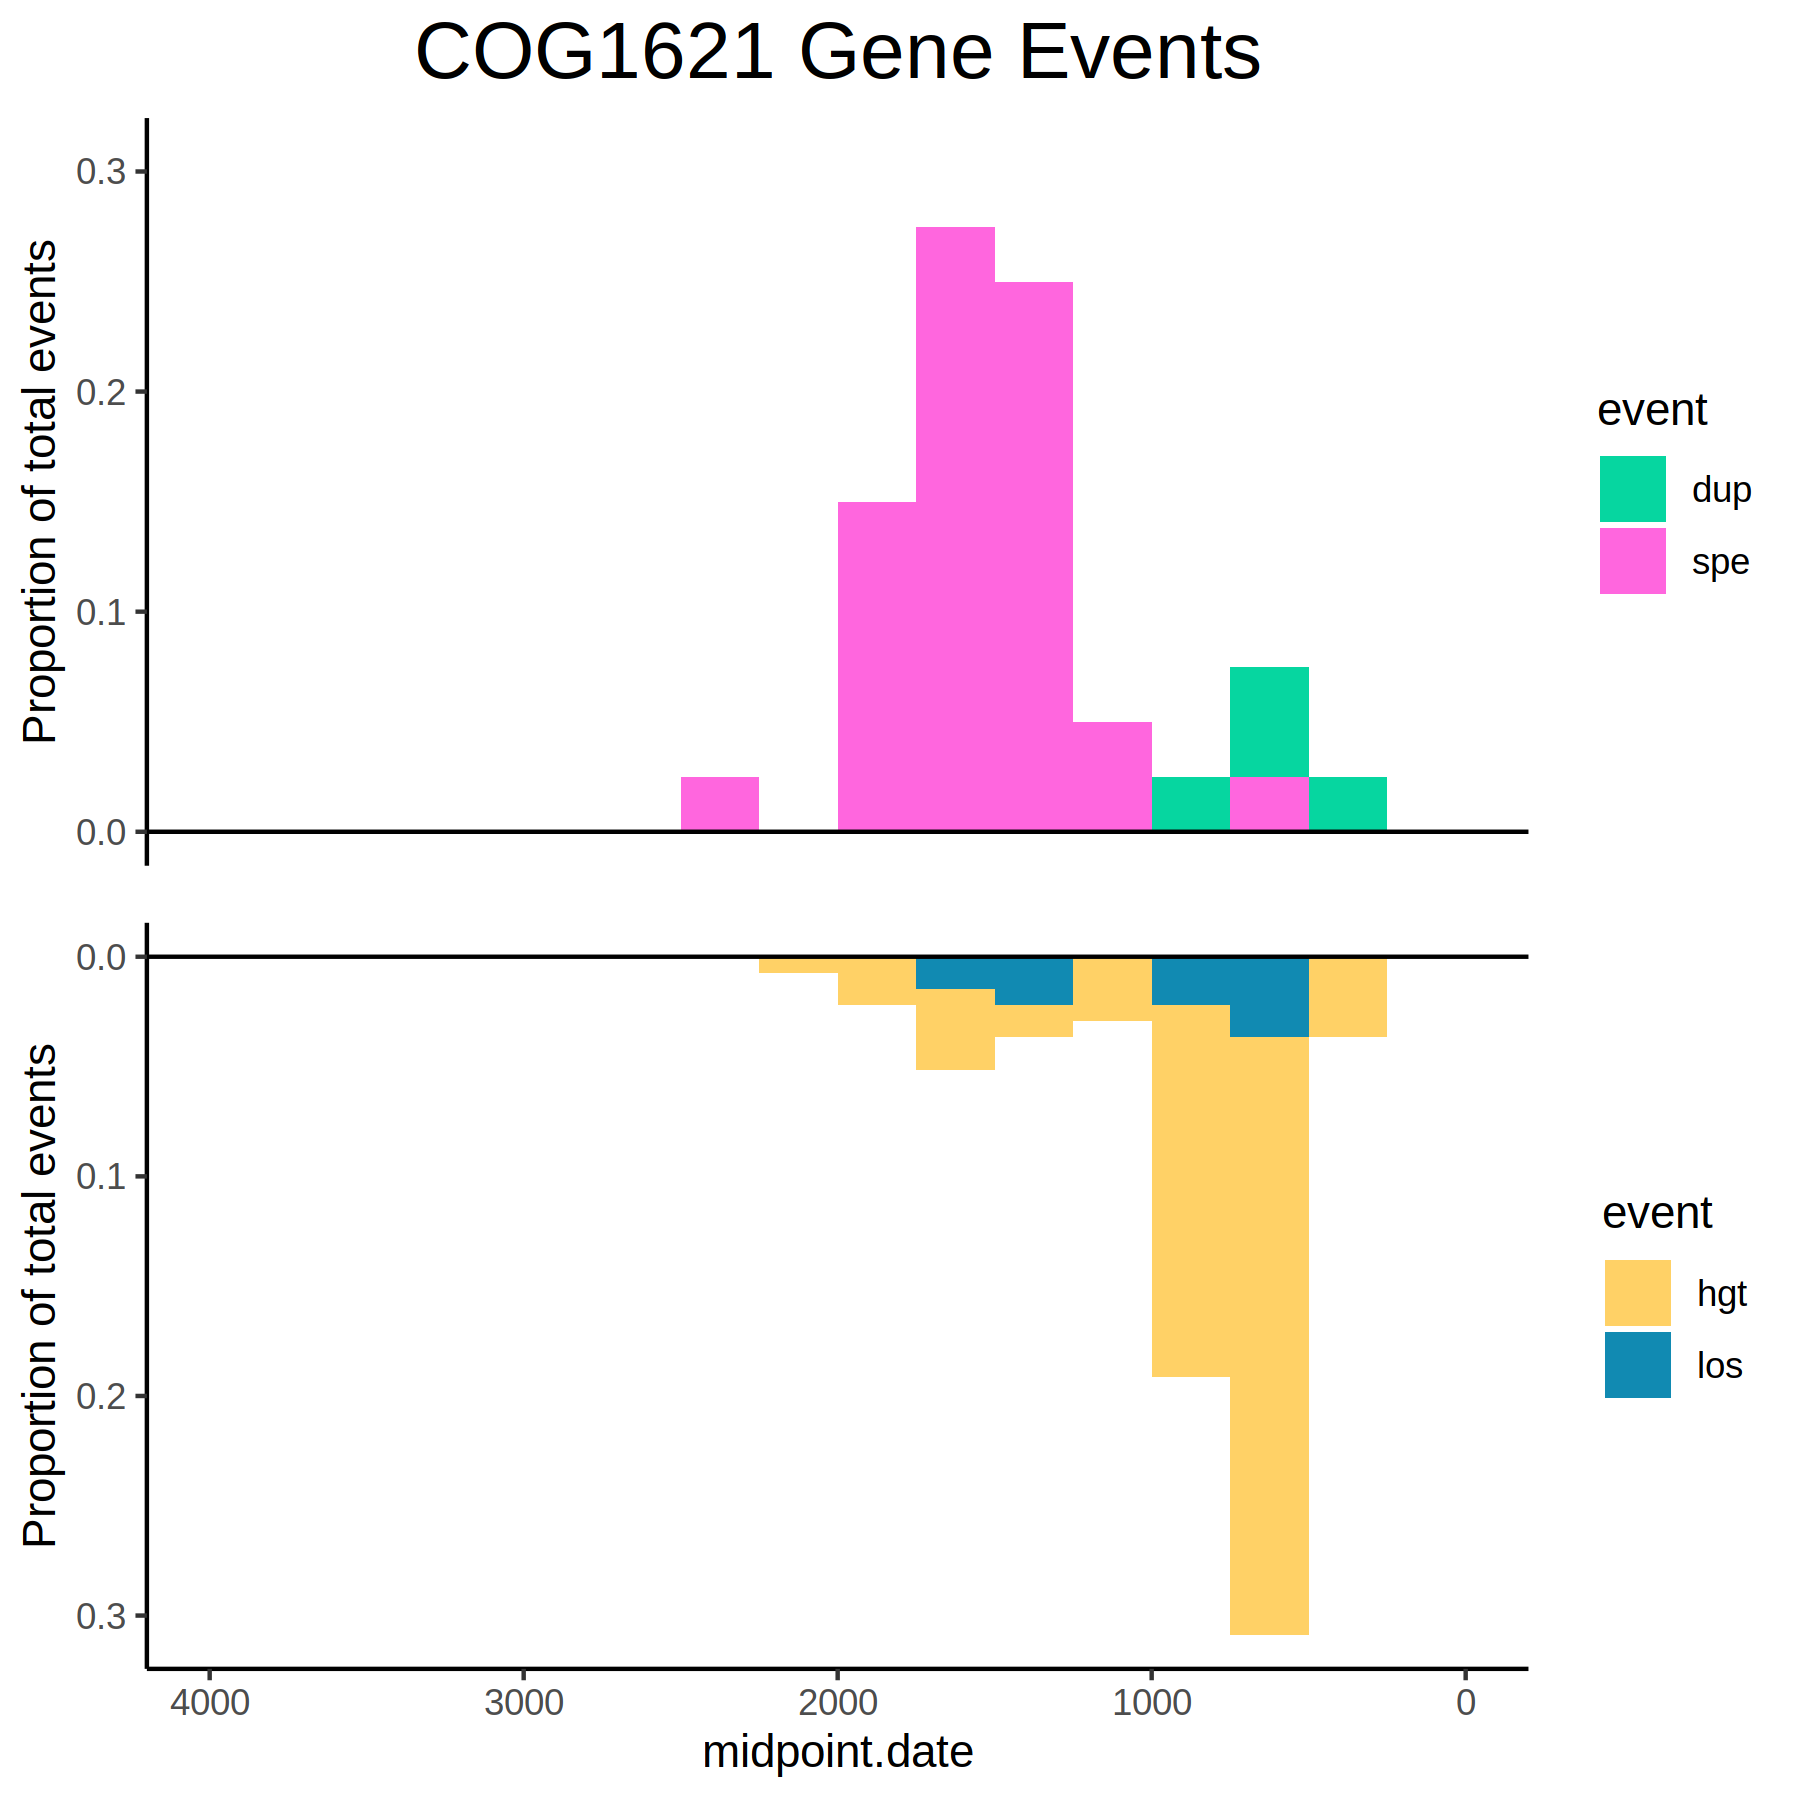 COG1621 Gene Events
Proportion of total events
0.3
0.2
0.1
0.0
event
dup
spe
Proportion of total events
0.0
0.1
0.2
0.3
event
hgt
los
4000 3000 2000 1000 0
midpoint.date